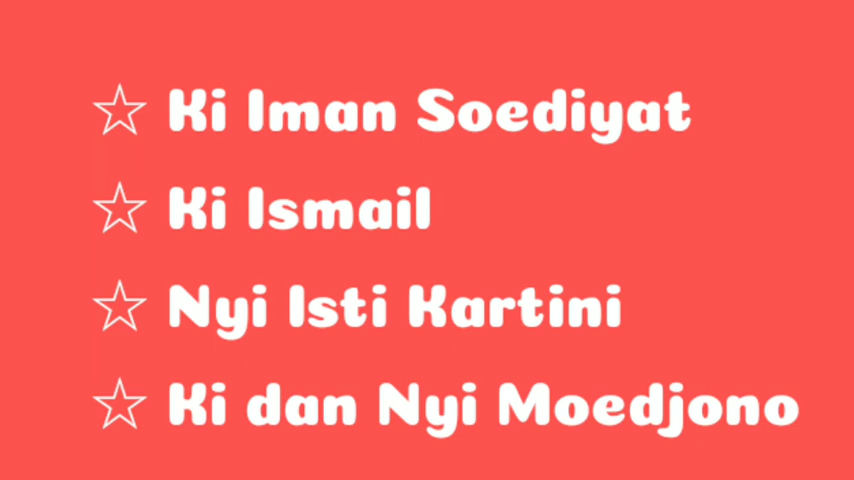 ☆ Ki Iman Soediyat
☆ Ki Ismail
☆ Nyi Isti Kartini
☆ Ki dan Nyi Moedjono